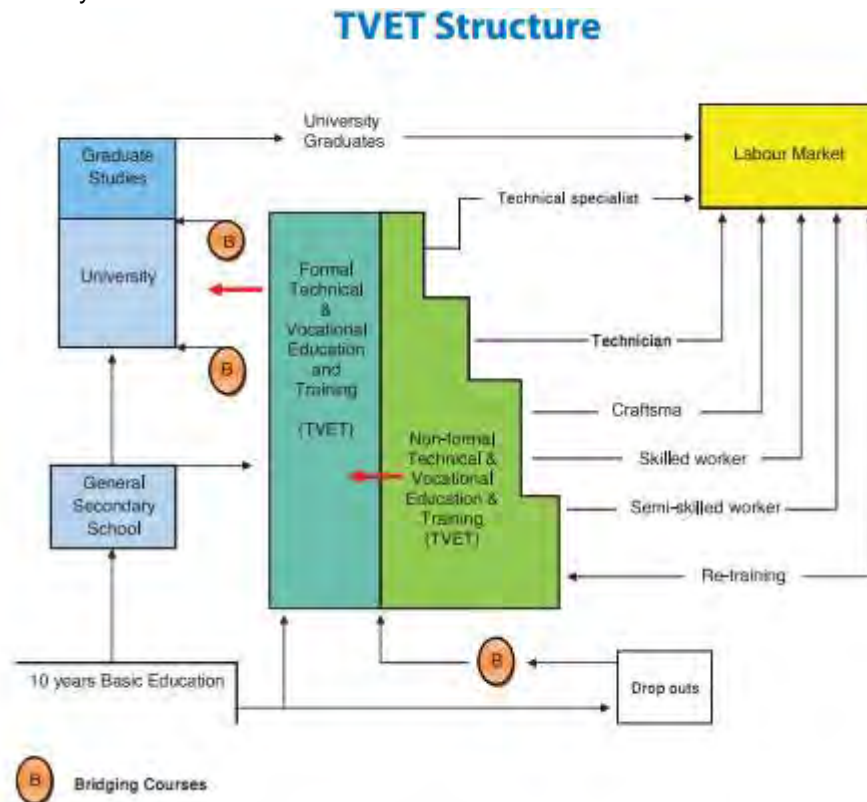 TVET Structure
University
Graduates
Labour Market
Graduate
Studies
Technical specialist
B
University
Formal
Technical
&
Vocational
Education
and
Training
(TVET)
Technician
B
Craftsma
Non-formal
Technical &
Vocational
Education &
Training
(TVET)
Skilled worker
General
Secondary
School
Semi-skilled worker
Re-training
B
10 years Basic Education
Drop outs
B
Bridging Courses